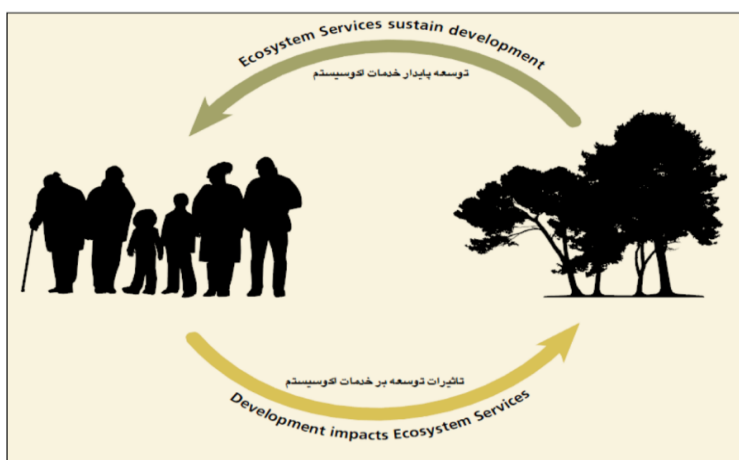 Ecosystem Services sustain development
توسعه پایدار خدمات اکوسیستم
تاثیرات توسعه بر خدمات اکوسیستم
Development impacts Ecosystem Services